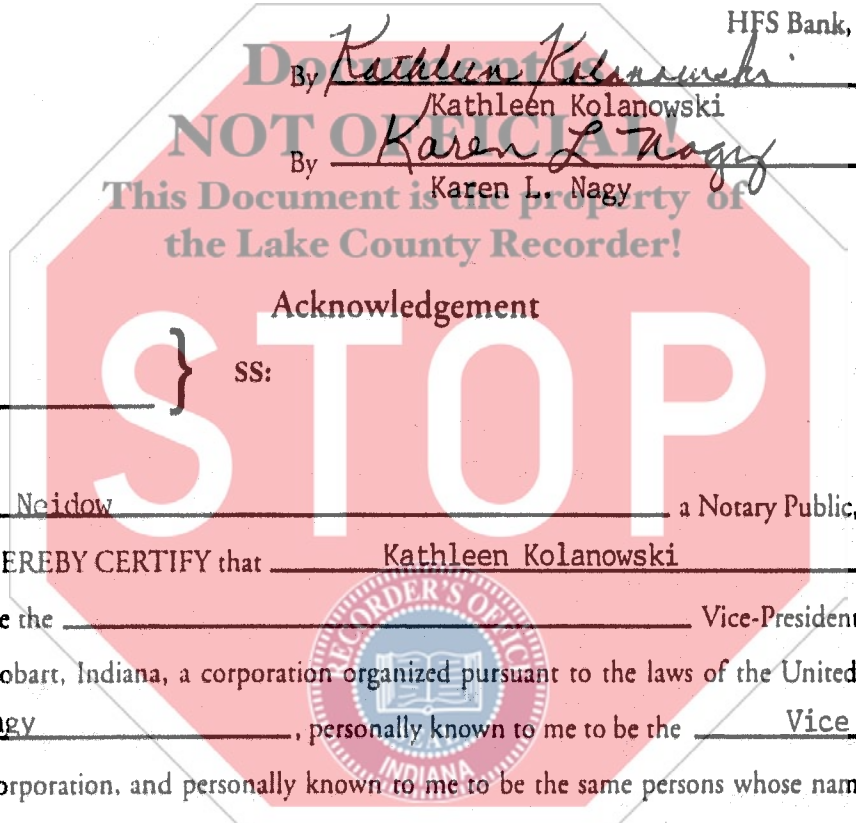 HFS Bank,
Document is
By Kathleen Kolanowski
Kathleen Kolanowski
NOT OFFICIAL!
By Karen L Nagy
Karen L. Nagy
This Document is the property of
the Lake County Recorder!
Acknowledgement
} SS:
STOP
Neidow a Notary Public,
EREBY CERTIFY that Kathleen Kolanowski
e the Vice-President
obart, Indiana, a corporation organized pursuant to the laws of the United
agy , personally known to me to be the Vice
orporation, and personally known to me to be the same persons whose nam
RECORDER'S OFFICE
INDIANA